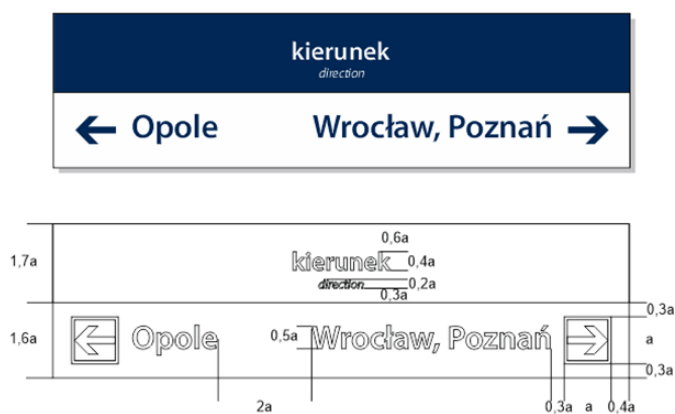 kierunek
direction
← Opole Wrocław, Poznań →
0,6a
1,7a kierunek 0,4a
direction 0,2a
0,3a
0,3a
1,6a ← Opole 0,5a Wrocław, Poznań → a
0,3a
2a 0,3a a 0,4a